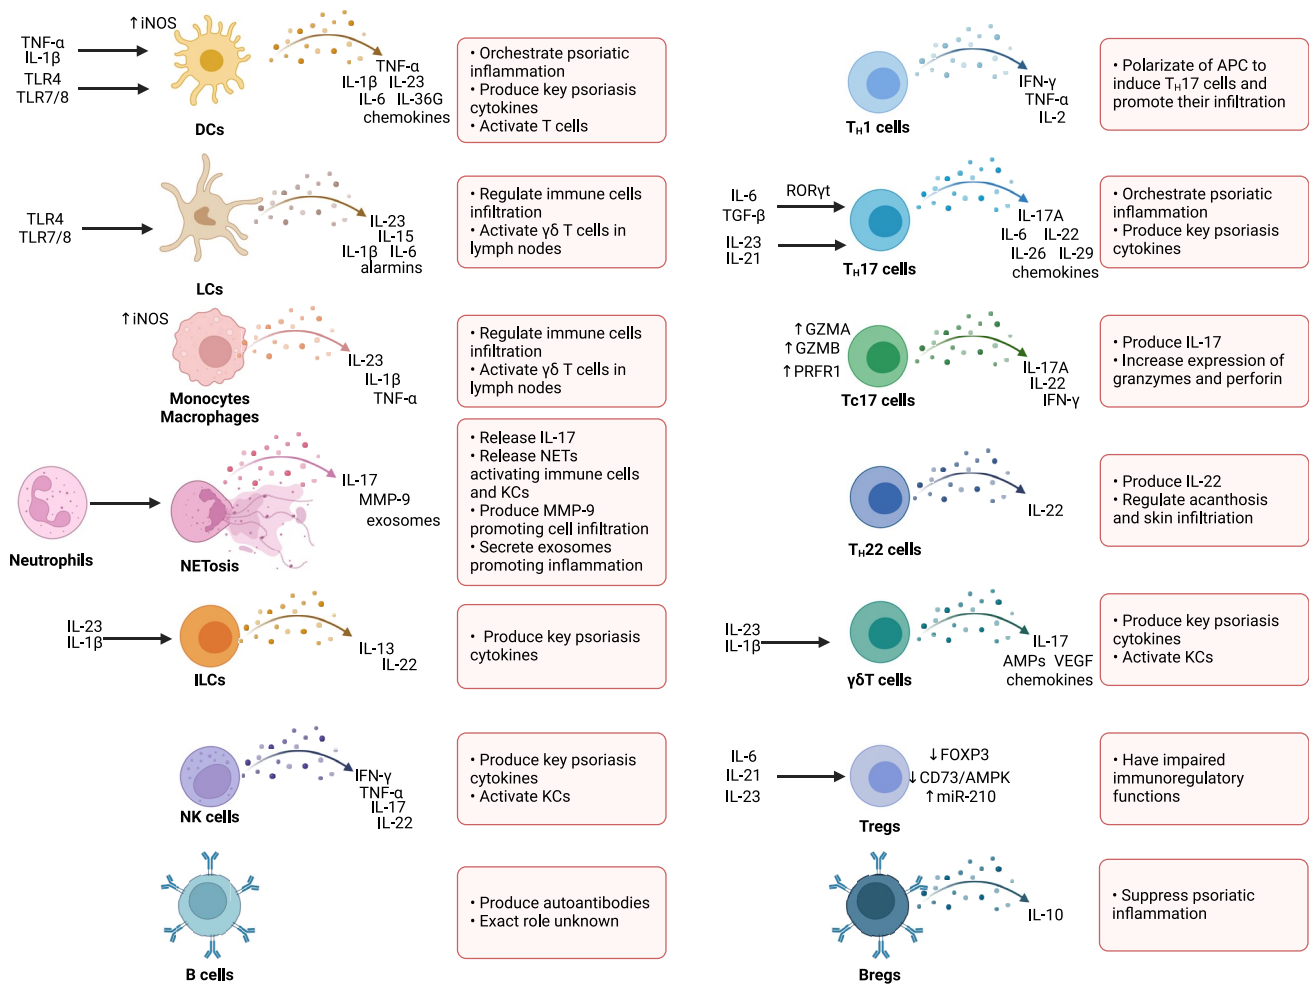 ↑iNOS
TNF-α
IL-1β
TLR4
TLR7/8
DCs
TNF-α
IL-1β IL-23
IL-6 IL-36G
chemokines
• Orchestrate psoriatic
inflammation
• Produce key psoriasis
cytokines
• Activate T cells
TLR4
TLR7/8
LCs
IL-23
IL-15
IL-1β IL-6
alarmins
• Regulate immune cells
infiltration
• Activate γδ T cells in
lymph nodes
↑iNOS
Monocytes
Macrophages
IL-23
IL-1β
TNF-α
• Regulate immune cells
infiltration
• Activate γδ T cells in
lymph nodes
Neutrophils
NETosis
IL-17
MMP-9
exosomes
• Release IL-17
• Release NETs
activating immune cells
and KCs
• Produce MMP-9
promoting cell infiltration
• Secrete exosomes
promoting inflammation
IL-23
IL-1β
ILCs
IL-13
IL-22
• Produce key psoriasis
cytokines
NK cells
IFN-γ
TNF-α
IL-17
IL-22
• Produce key psoriasis
cytokines
• Activate KCs
B cells
• Produce autoantibodies
• Exact role unknown
TH1 cells
IFN-γ
TNF-α
IL-2
• Polarizate of APC to
induce TH17 cells and
promote their infiltration
IL-6
TGF-β
IL-23
IL-21
RORγt
TH17 cells
IL-17A
IL-6 IL-22
IL-26 IL-29
chemokines
• Orchestrate psoriatic
inflammation
• Produce key psoriasis
cytokines
↑GZMA
↑GZMB
↑PRFR1
Tc17 cells
IL-17A
IL-22
IFN-γ
• Produce IL-17
• Increase expression of
granzymes and perforin
TH22 cells
IL-22
• Produce IL-22
• Regulate acanthosis
and skin infiltriation
IL-23
IL-1β
γδT cells
IL-17
AMPs VEGF
chemokines
• Produce key psoriasis
cytokines
• Activate KCs
IL-6
IL-21
IL-23
↓FOXP3
↓CD73/AMPK
↑miR-210
Tregs
• Have impaired
immunoregulatory
functions
Bregs
IL-10
• Suppress psoriatic
inflammation